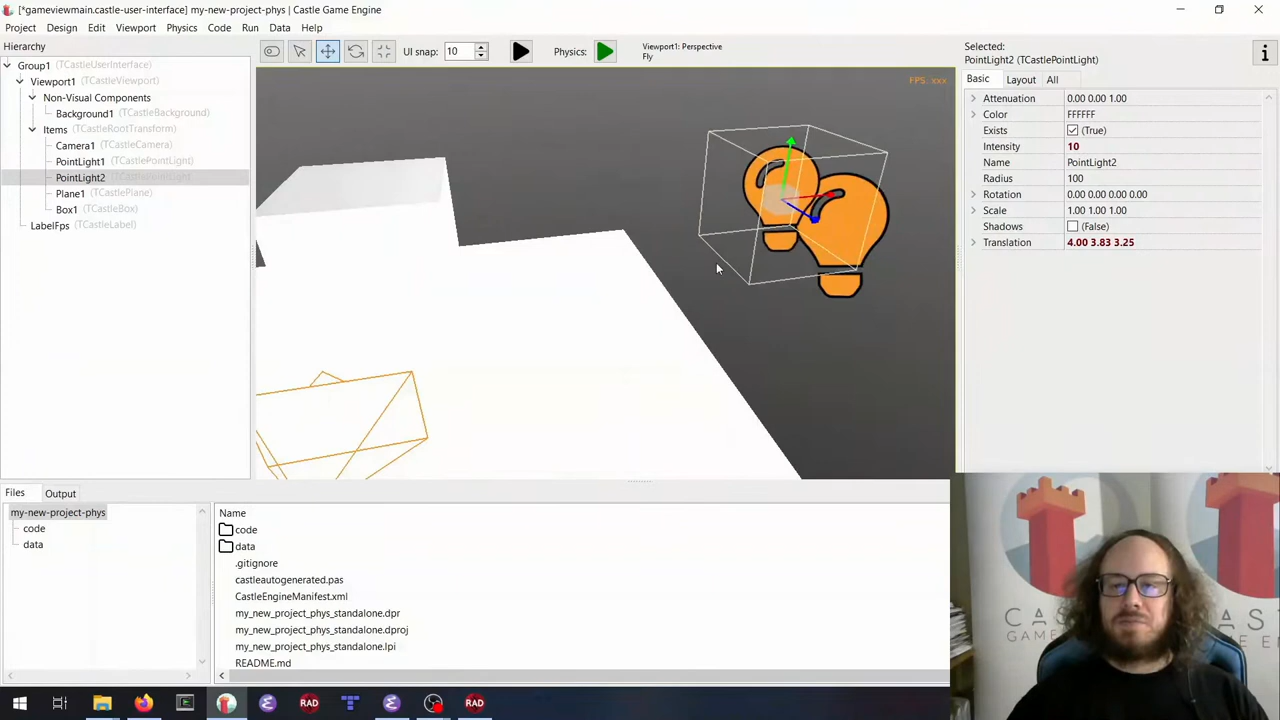 [*gameviewmain.castle-user-interface] my-new-project-phys | Castle Game Engine
Project Design Edit Viewport Physics Code Run Data Help
Hierarchy
UI snap: 10
Physics:
Viewport1: Perspective
Fly
Selected:
PointLight2 (TCastlePointLight)
Group1 (TCastleUserInterface)
Viewport1 (TCastleViewport)
Non-Visual Components
Background1 (TCastleBackground)
Items (TCastleRootTransform)
Camera1 (TCastleCamera)
PointLight1 (TCastlePointLight)
PointLight2 (TCastlePointLight)
Plane1 (TCastlePlane)
Box1 (TCastleBox)
LabelFps (TCastleLabel)
FPS: xxx
Basic Layout All
Attenuation 0.00 0.00 1.00
Color FFFFFF
Exists (True)
Intensity 10
Name PointLight2
Radius 100
Rotation 0.00 0.00 0.00 0.00
Scale 1.00 1.00 1.00
Shadows (False)
Translation 4.00 3.83 3.25
Files Output
my-new-project-phys
code
data
Name
code
data
.gitignore
castleautogenerated.pas
CastleEngineManifest.xml
my_new_project_phys_standalone.dpr
my_new_project_phys_standalone.dproj
my_new_project_phys_standalone.lpi
README.md
RAD
RAD